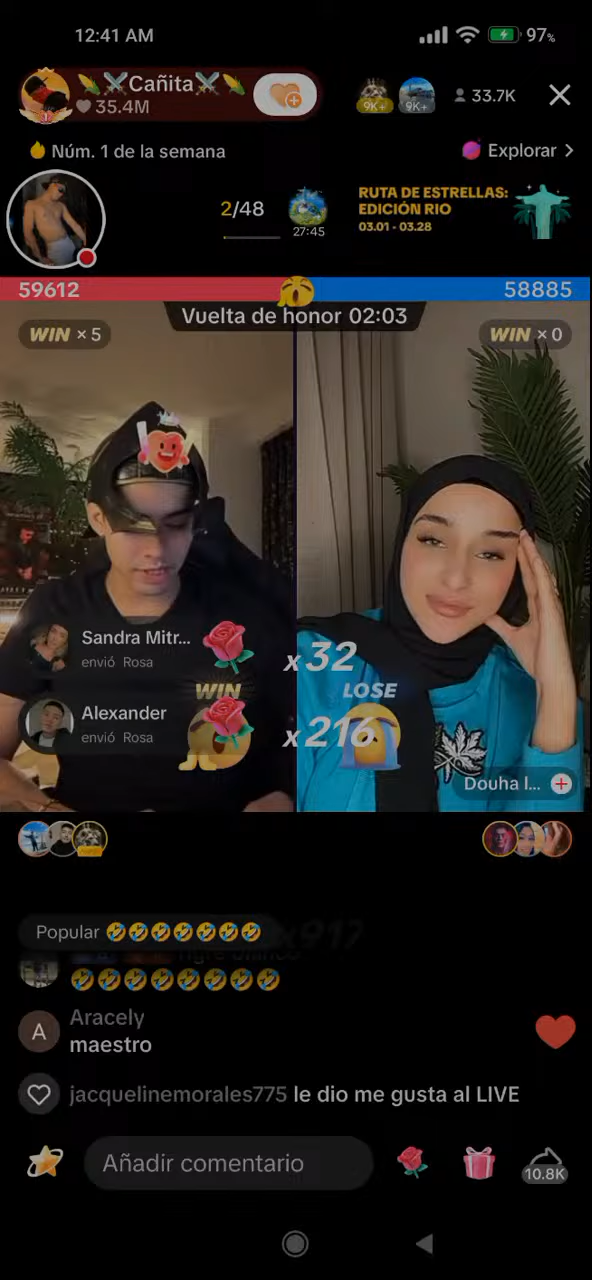 12:41 AM
97%
🌽⚔️Cañita⚔️🌽
35.4M
9K+
9K+
33.7K
Núm. 1 de la semana
Explorar
2/48
27:45
RUTA DE ESTRELLAS:
EDICIÓN RIO
03.01 - 03.28
59612
58885
Vuelta de honor 02:03
WIN × 5
WIN × 0
Sandra Mitr...
envió Rosa
x32
WIN
LOSE
Alexander
envió Rosa
x216
Douha l...
Popular 🤣🤣🤣🤣🤣🤣🤣
x917
🤣🤣🤣🤣🤣🤣🤣🤣
A
Aracely
maestro
jacquelinemorales775 le dio me gusta al LIVE
Añadir comentario
10.8K